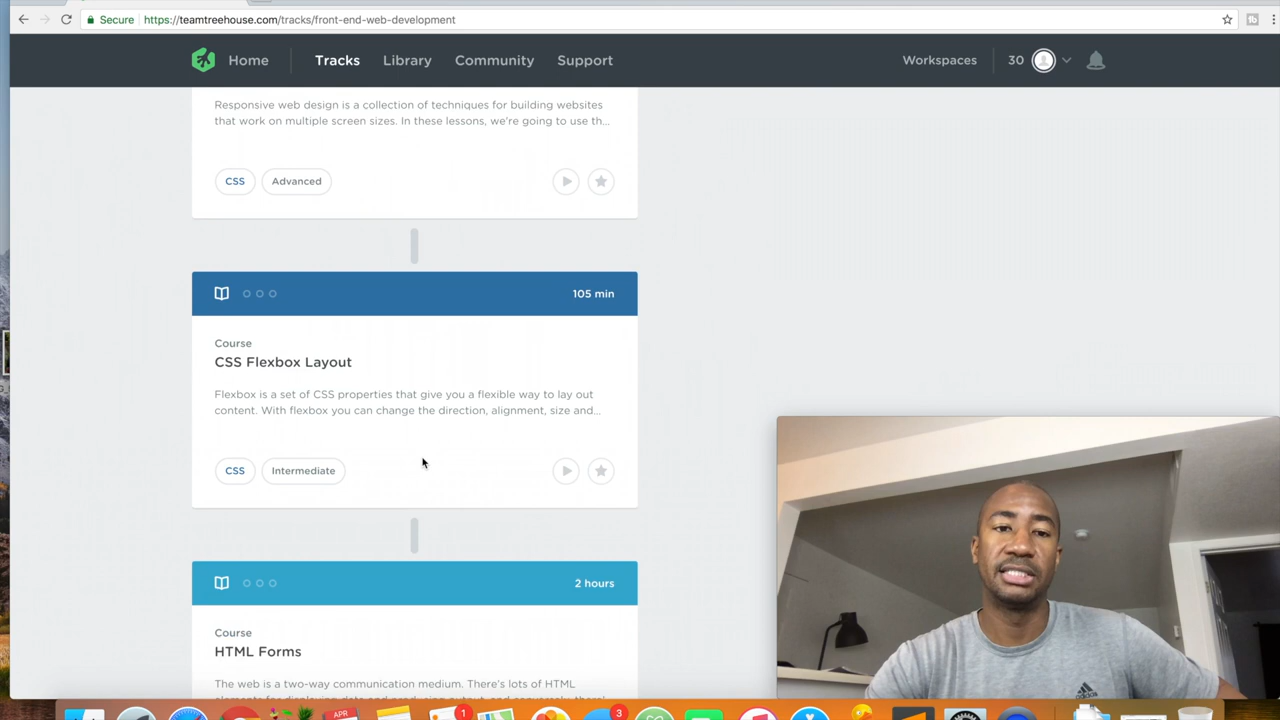 Secure https://teamtreehouse.com/tracks/front-end-web-development
Home Tracks Library Community Support Workspaces 30
Responsive web design is a collection of techniques for building websites
that work on multiple screen sizes. In these lessons, we're going to use th...
CSS Advanced
105 min
Course
CSS Flexbox Layout
Flexbox is a set of CSS properties that give you a flexible way to lay out
content. With flexbox you can change the direction, alignment, size and...
CSS Intermediate
2 hours
Course
HTML Forms
The web is a two-way communication medium. There's lots of HTML
APR 1 3